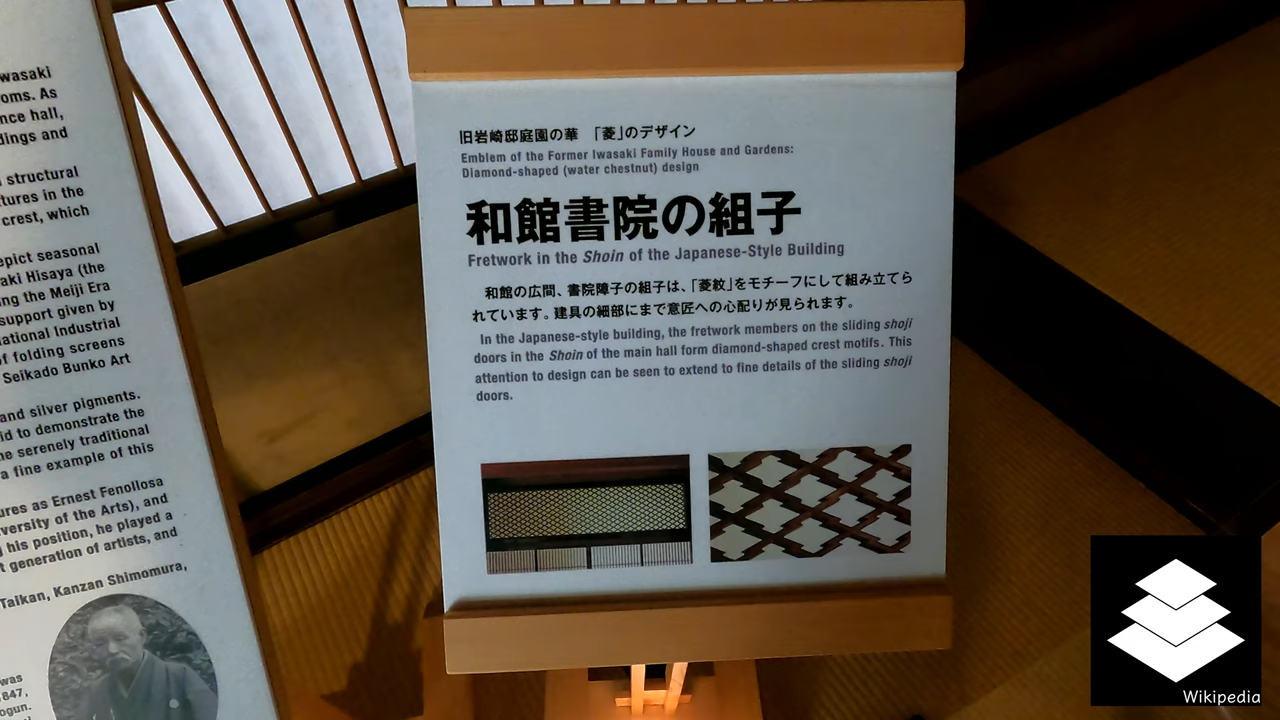 wasaki
oms. As
nce hall,
dings and
structural
tures in the
crest, which
epict seasonal
aki Hisaya (the
ng the Meiji Era
support given by
ational Industrial
of folding screens
Seikado Bunko Art
and silver pigments.
id to demonstrate the
ne serenely traditional
a fine example of this
ures as Ernest Fenollosa
versity of the Arts), and
g his position, he played a
t generation of artists, and
Taikan, Kanzan Shimomura,
was
847,
ogun.
旧岩崎邸庭園の華 「菱」のデザイン
Emblem of the Former Iwasaki Family House and Gardens:
Diamond-shaped (water chestnut) design
和館書院の組子
Fretwork in the Shoin of the Japanese-Style Building
和館の広間、書院障子の組子は、「菱紋」をモチーフにして組み立てら
れています。建具の細部にまで意匠への心配りが見られます。
In the Japanese-style building, the fretwork members on the sliding shoji
doors in the Shoin of the main hall form diamond-shaped crest motifs. This
attention to design can be seen to extend to fine details of the sliding shoji
doors.
Wikipedia